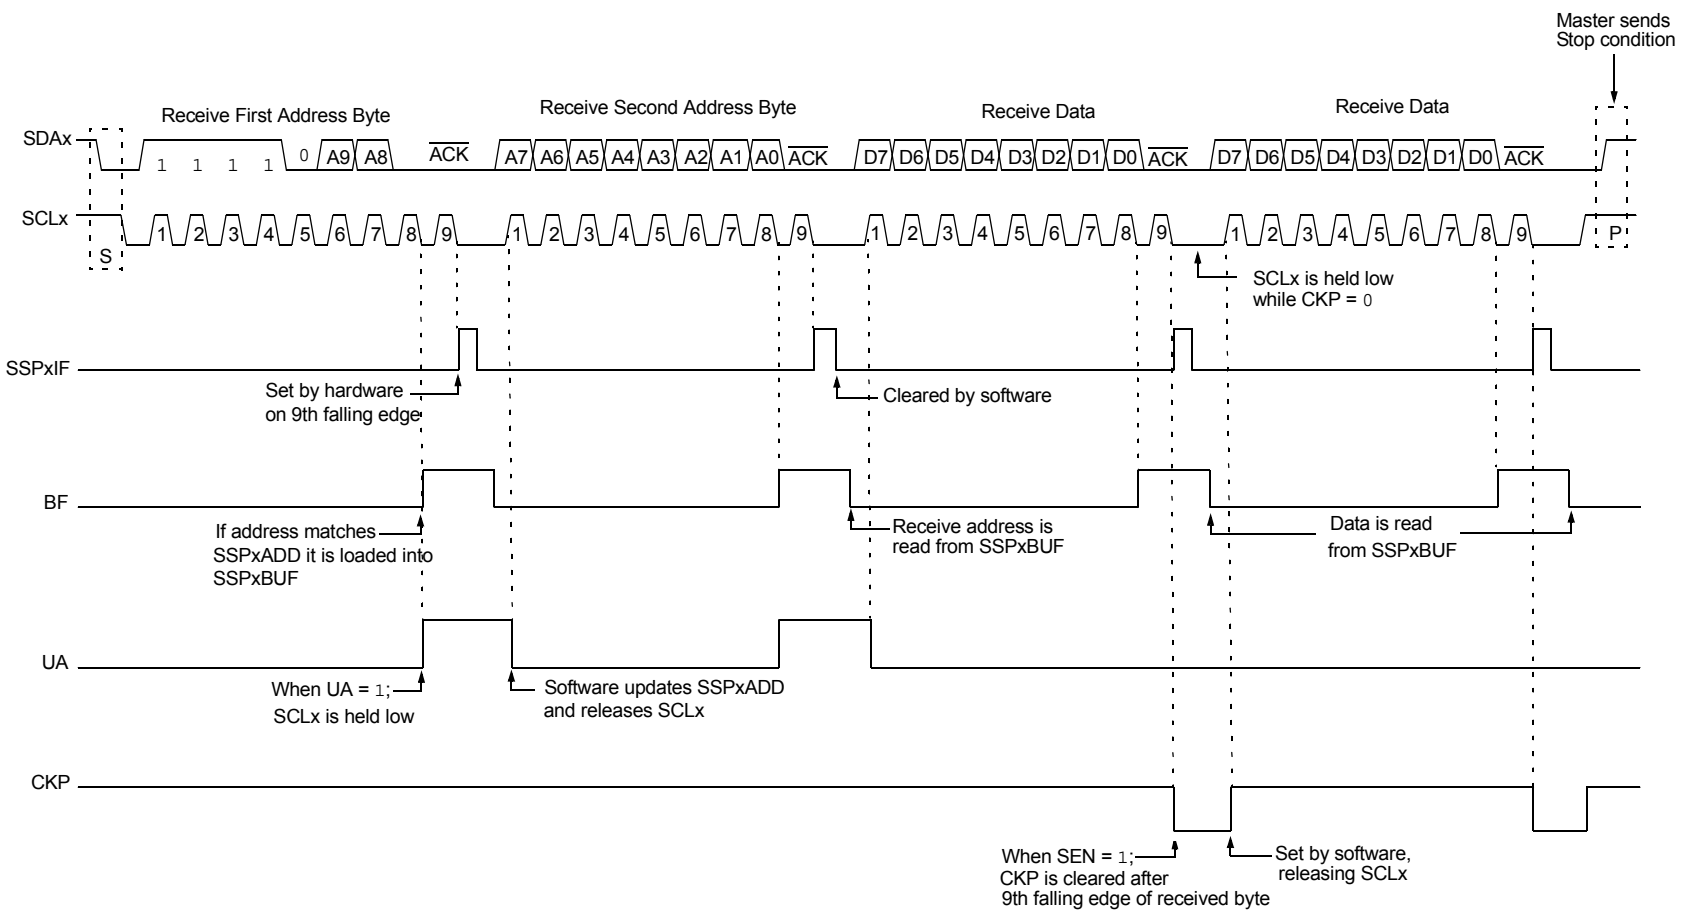 Master sends
Stop condition
Receive First Address Byte
Receive Second Address Byte
Receive Data
Receive Data
SDAx
1 1 1 1 0 A9 A8 ACK A7 A6 A5 A4 A3 A2 A1 A0 ACK D7 D6 D5 D4 D3 D2 D1 D0 ACK D7 D6 D5 D4 D3 D2 D1 D0 ACK
SCLx
1 2 3 4 5 6 7 8 9 1 2 3 4 5 6 7 8 9 1 2 3 4 5 6 7 8 9 1 2 3 4 5 6 7 8 9 P
S
SCLx is held low
while CKP = 0
SSPxIF
Set by hardware
on 9th falling edge
Cleared by software
BF
If address matches
SSPxADD it is loaded into
SSPxBUF
Receive address is
read from SSPxBUF
Data is read
from SSPxBUF
UA
When UA = 1;
SCLx is held low
Software updates SSPxADD
and releases SCLx
CKP
When SEN = 1;
CKP is cleared after
9th falling edge of received byte
Set by software,
releasing SCLx